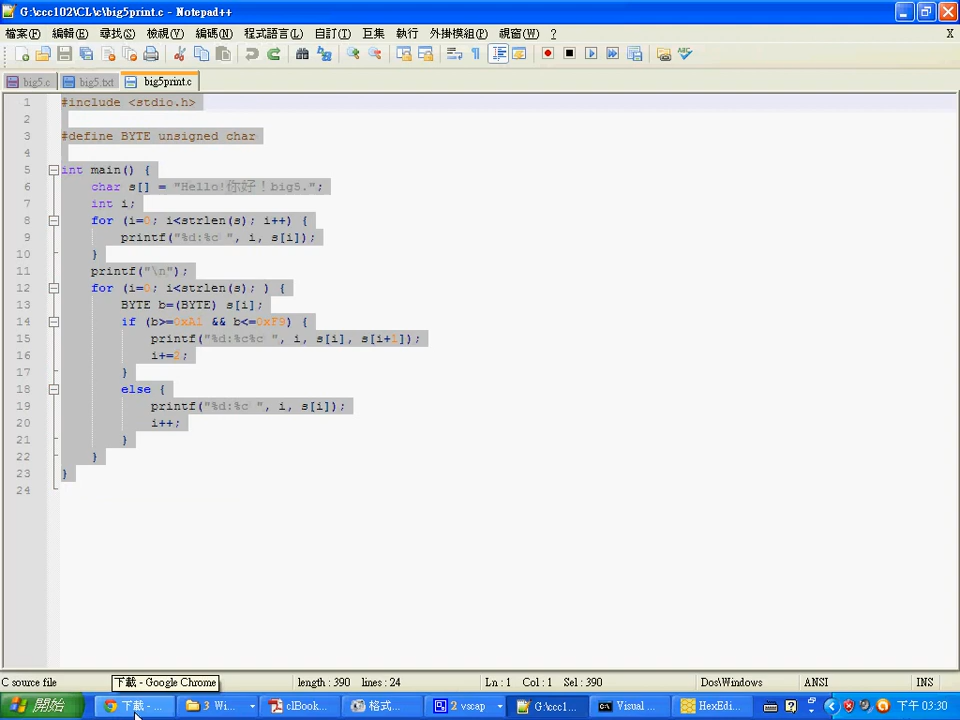 G:\ccc102\CL\c\big5print.c - Notepad++
檔案(F) 編輯(E) 尋找(S) 檢視(V) 編碼(N) 程式語言(L) 自訂(T) 巨集 執行 外掛模組(P) 視窗(W) ? X
big5.c big5.txt big5print.c
1 #include <stdio.h>
2
3 #define BYTE unsigned char
4
5 int main() {
6 char s[] = "Hello!你好！big5.";
7 int i;
8 for (i=0; i<strlen(s); i++) {
9 printf("%d:%c ", i, s[i]);
10 }
11 printf("\n");
12 for (i=0; i<strlen(s); ) {
13 BYTE b=(BYTE) s[i];
14 if (b>=0xA1 && b<=0xF9) {
15 printf("%d:%c%c ", i, s[i], s[i+1]);
16 i+=2;
17 }
18 else {
19 printf("%d:%c ", i, s[i]);
20 i++;
21 }
22 }
23 }
24
C source file length : 390 lines : 24 Ln : 1 Col : 1 Sel : 390 Dos\Windows ANSI INS
下載 - Google Chrome
開始 下載 - ... 3 Wi... clBook... 格式... 2 vscap G:\ccc1... Visual ... HexEdi... 下午 03:30